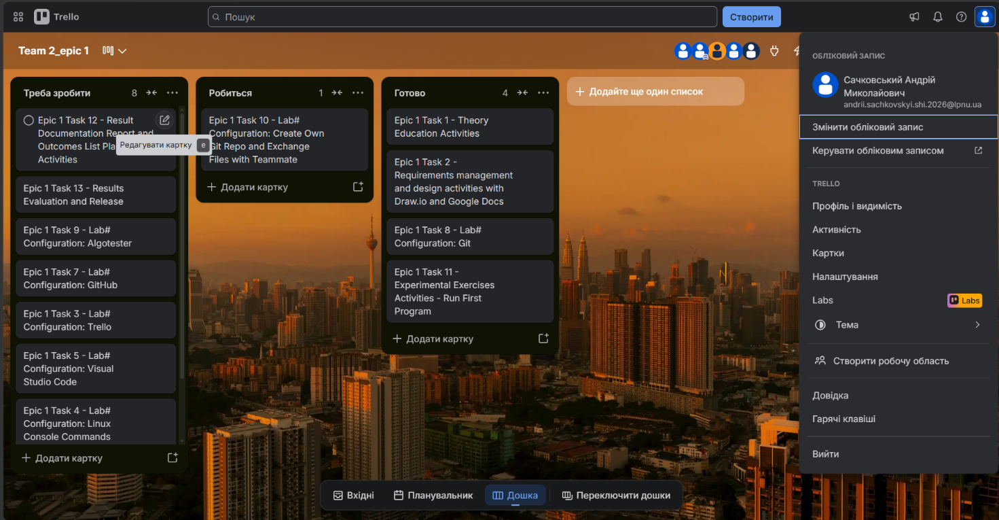 Trello
Пошук
Створити
Team 2_epic 1
Треба зробити 8
Epic 1 Task 12 - Result
Documentation Report and
Outcomes List Pla
Activities
Редагувати картку e
Epic 1 Task 13 - Results
Evaluation and Release
Epic 1 Task 9 - Lab#
Configuration: Algotester
Epic 1 Task 7 - Lab#
Configuration: GitHub
Epic 1 Task 3 - Lab#
Configuration: Trello
Epic 1 Task 5 - Lab#
Configuration: Visual
Studio Code
Epic 1 Task 4 - Lab#
Configuration: Linux
Console Commands
Додати картку
Робиться 1
Epic 1 Task 10 - Lab#
Configuration: Create Own
Git Repo and Exchange
Files with Teammate
Додати картку
Готово 4
Epic 1 Task 1 - Theory
Education Activities
Epic 1 Task 2 -
Requirements management
and design activities with
Draw.io and Google Docs
Epic 1 Task 8 - Lab#
Configuration: Git
Epic 1 Task 11 -
Experimental Exercises
Activities - Run First
Program
Додати картку
Додайте ще один список
ОБЛІКОВИЙ ЗАПИС
Сачковський Андрій
Миколайович
andrii.sachkovskyi.shi.2026@lpnu.ua
Змінити обліковий запис
Керувати обліковим записом
TRELLO
Профіль і видимість
Активність
Картки
Налаштування
Labs Labs
Тема
Створити робочу область
Довідка
Гарячі клавіші
Вийти
Вхідні
Планувальник
Дошка
Переключити дошки